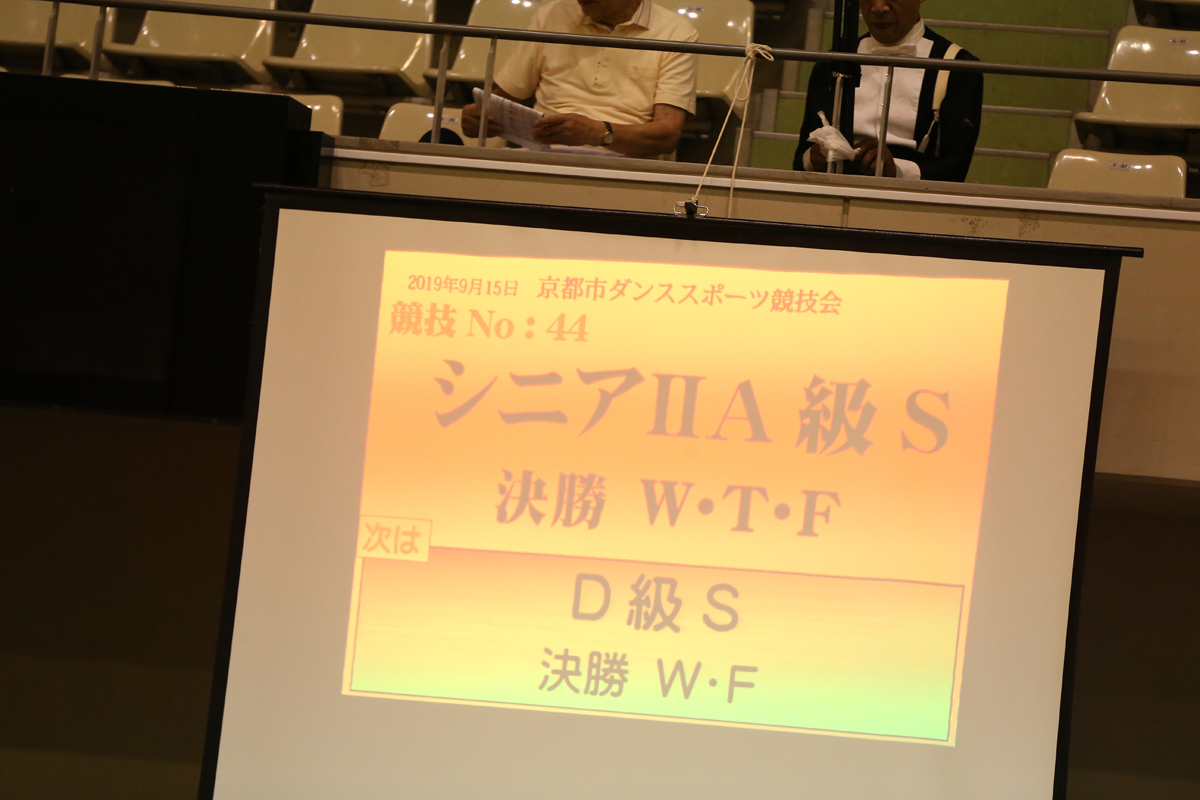 2019年9月15日 京都市ダンススポーツ競技会
競技 No：44
シニアⅡA 級 S
決勝 W・T・F
次は
D 級 S
決勝 W・F